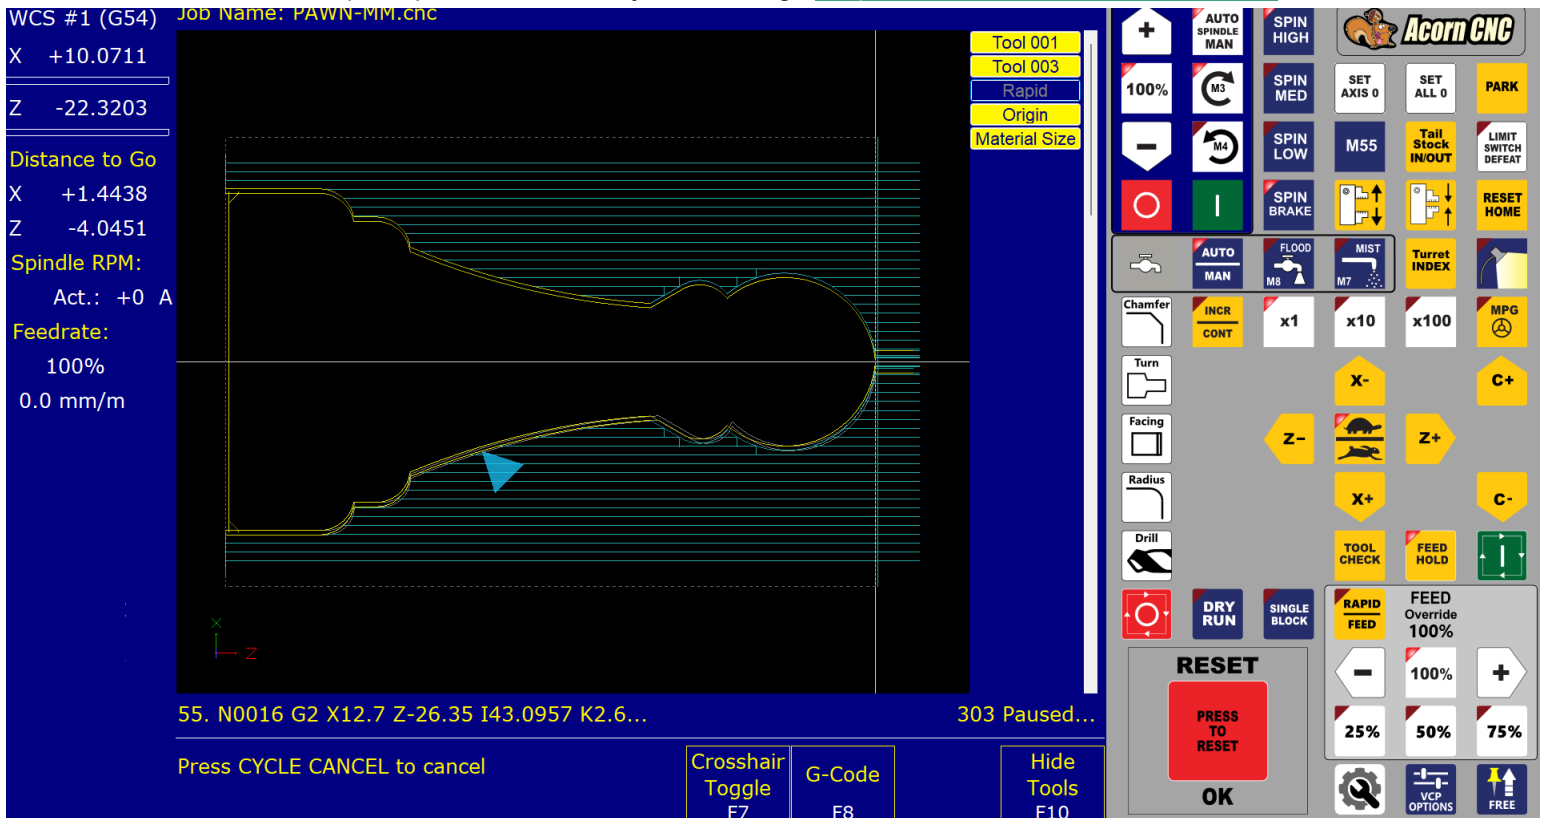 WCS #1 (G54)
X +10.0711
Z -22.3203
Distance to Go
X +1.4438
Z -4.0451
Spindle RPM:
Act.: +0 A
Feedrate:
100%
0.0 mm/m
Job Name: PAWN-MM.cnc
Tool 001
Tool 003
Rapid
Origin
Material Size
X
Z
55. N0016 G2 X12.7 Z-26.35 I43.0957 K2.6...
303 Paused...
Press CYCLE CANCEL to cancel
Crosshair
Toggle
F7
G-Code
F8
Hide
Tools
F10
+
AUTO
SPINDLE
MAN
SPIN
HIGH
Acorn CNC
100%
M3
SPIN
MED
SET
AXIS 0
SET
ALL 0
PARK
-
M4
SPIN
LOW
M55
Tail
Stock
IN/OUT
LIMIT
SWITCH
DEFEAT
SPIN
BRAKE
RESET
HOME
AUTO
MAN
FLOOD
M8
MIST
M7
Turret
INDEX
Chamfer
INCR
CONT
x1
x10
x100
MPG
Turn
X-
C+
Facing
Z-
Z+
Radius
X+
C-
Drill
TOOL
CHECK
FEED
HOLD
DRY
RUN
SINGLE
BLOCK
RAPID
FEED
FEED
Override
100%
RESET
PRESS
TO
RESET
OK
-
100%
+
25%
50%
75%
VCP
OPTIONS
FREE